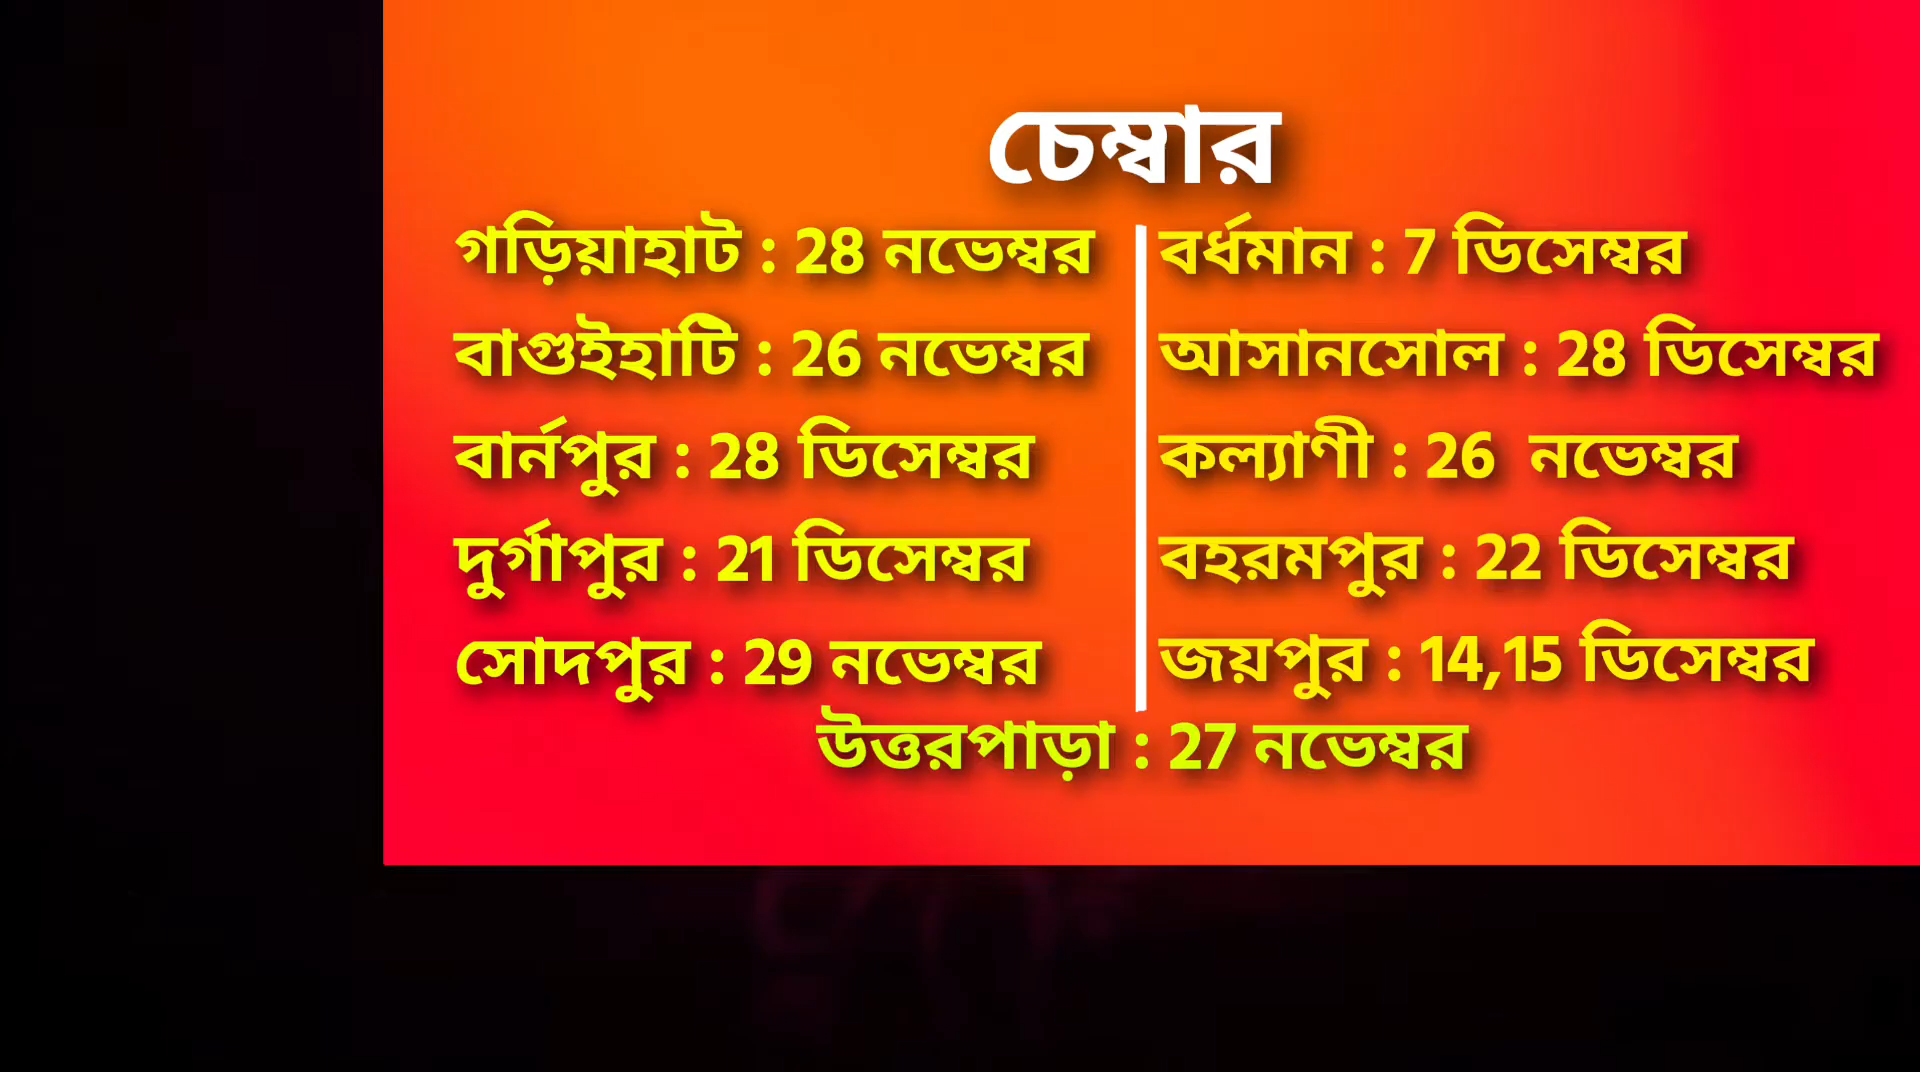 চেম্বার
গড়িয়াহাট : 28 নভেম্বর
বাগুইহাটি : 26 নভেম্বর
বার্নপুর : 28 ডিসেম্বর
দুর্গাপুর : 21 ডিসেম্বর
সোদপুর : 29 নভেম্বর
বর্ধমান : 7 ডিসেম্বর
আসানসোল : 28 ডিসেম্বর
কল্যাণী : 26 নভেম্বর
বহরমপুর : 22 ডিসেম্বর
জয়পুর : 14,15 ডিসেম্বর
উত্তরপাড়া : 27 নভেম্বর